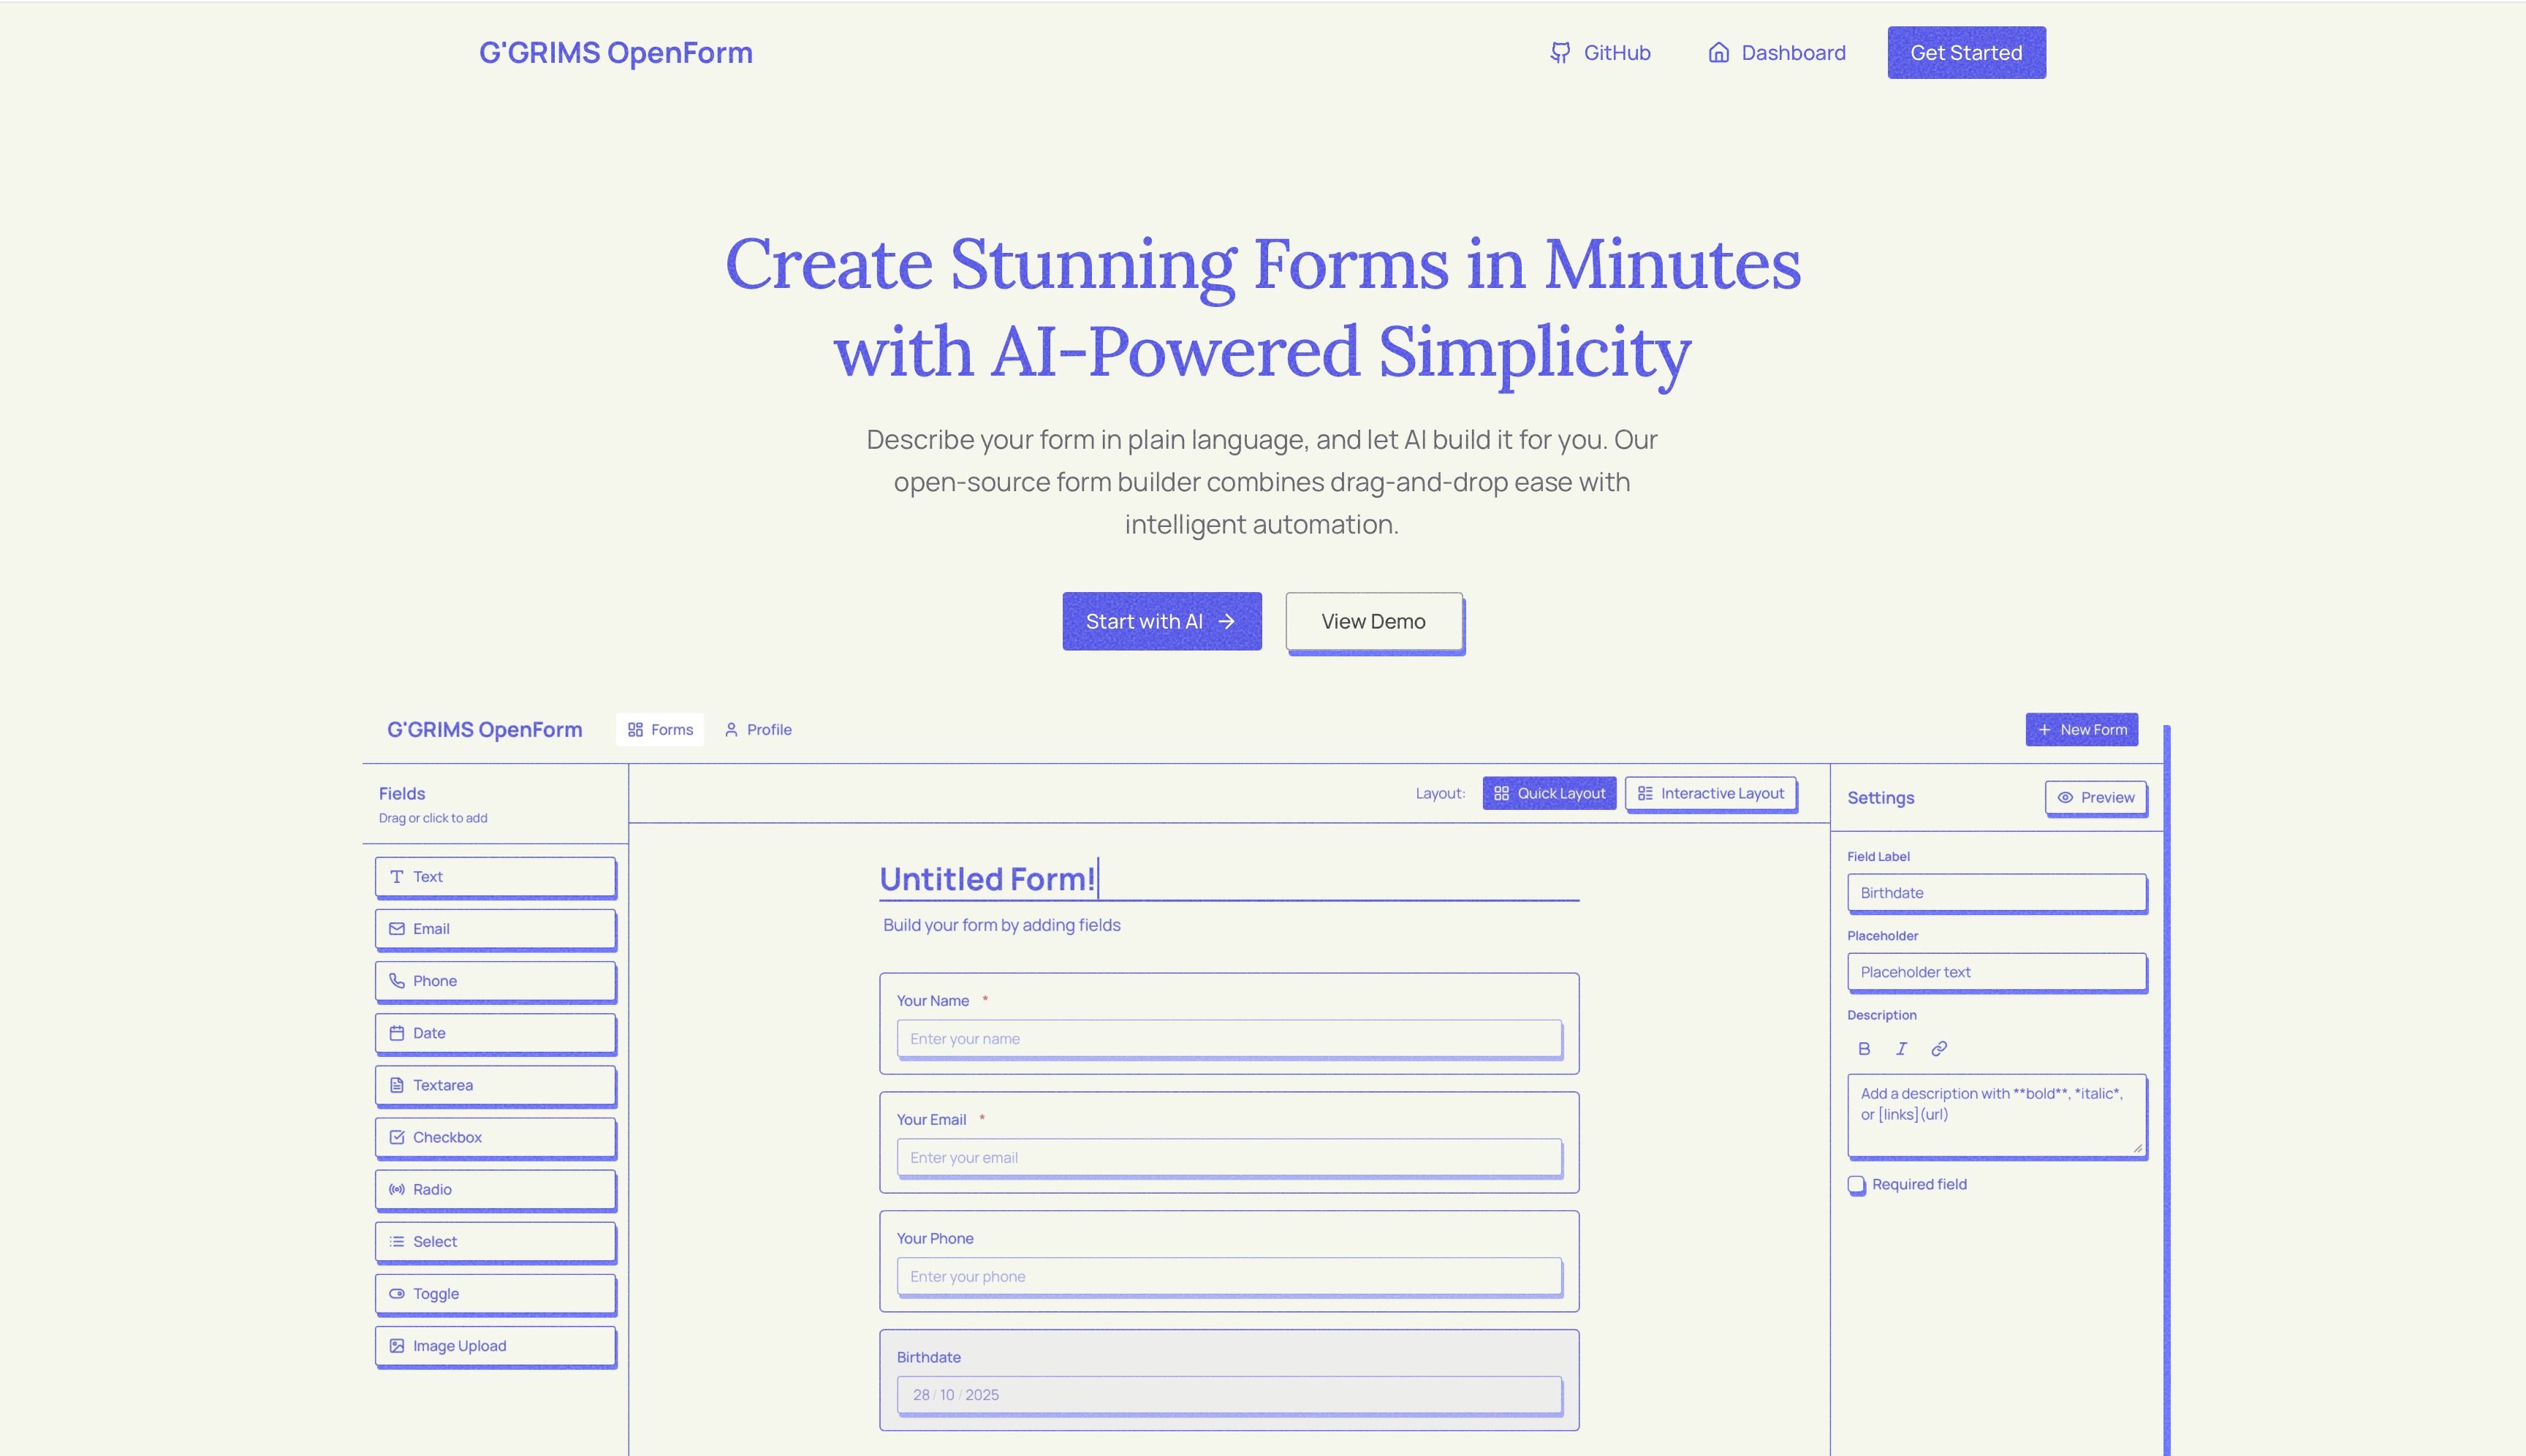 G'GRIMS OpenForm
GitHub
Dashboard
Get Started
Create Stunning Forms in Minutes
with AI-Powered Simplicity
Describe your form in plain language, and let AI build it for you. Our
open-source form builder combines drag-and-drop ease with
intelligent automation.
Start with AI
View Demo
G'GRIMS OpenForm
Forms
Profile
New Form
Fields
Drag or click to add
Text
Email
Phone
Date
Textarea
Checkbox
Radio
Select
Toggle
Image Upload
Layout:
Quick Layout
Interactive Layout
Untitled Form!
Build your form by adding fields
Your Name *
Enter your name
Your Email *
Enter your email
Your Phone
Enter your phone
Birthdate
28 / 10 / 2025
Settings
Preview
Field Label
Birthdate
Placeholder
Placeholder text
Description
B I
Add a description with **bold**, *italic*,
or [links](url)
Required field